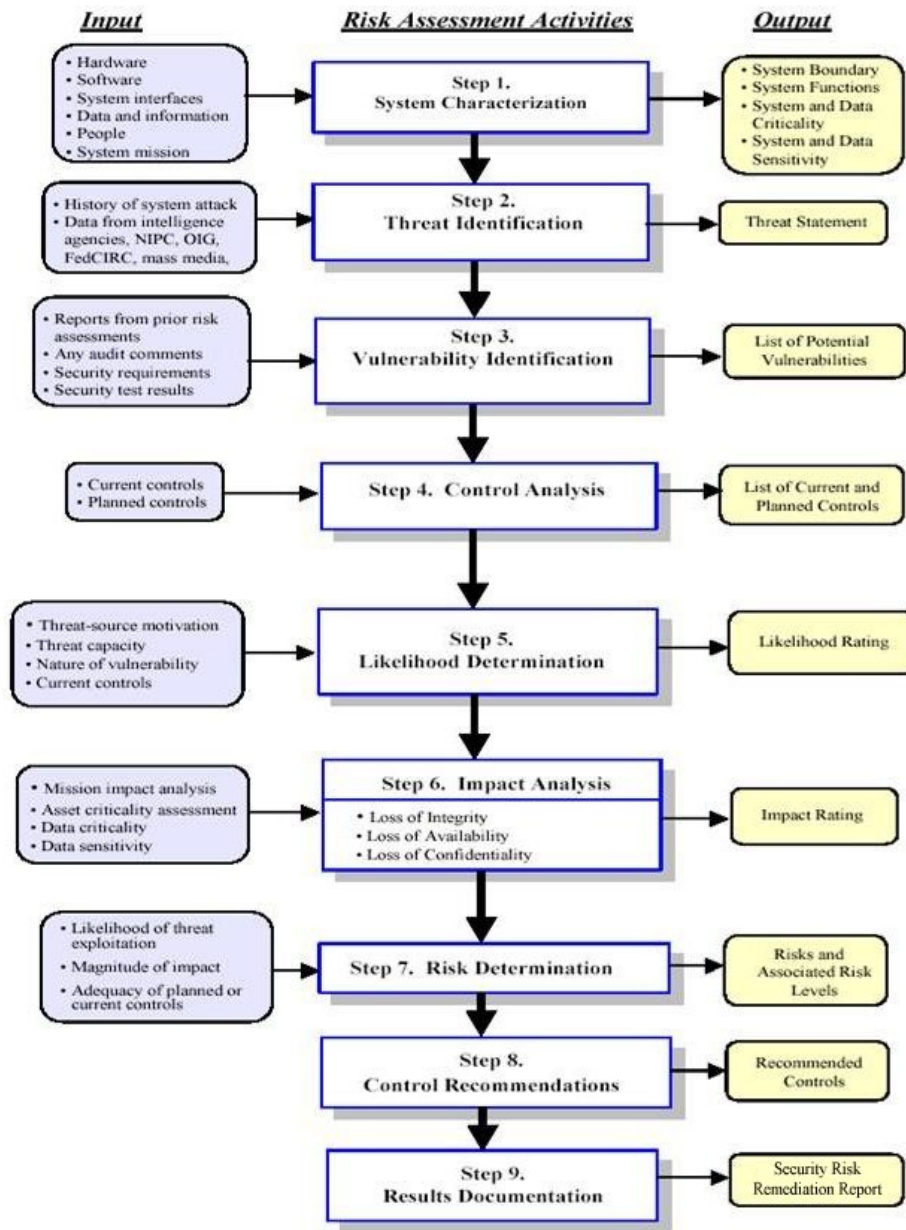 Input
Risk Assessment Activities
Output
• Hardware
• Software
• System interfaces
• Data and information
• People
• System mission
Step 1.
System Characterization
• System Boundary
• System Functions
• System and Data
Criticality
• System and Data
Sensitivity
• History of system attack
• Data from intelligence
agencies, NIPC, OIG,
FedCIRC, mass media,
Step 2.
Threat Identification
Threat Statement
• Reports from prior risk
assessments
• Any audit comments
• Security requirements
• Security test results
Step 3.
Vulnerability Identification
List of Potential
Vulnerabilities
• Current controls
• Planned controls
Step 4. Control Analysis
List of Current and
Planned Controls
• Threat-source motivation
• Threat capacity
• Nature of vulnerability
• Current controls
Step 5.
Likelihood Determination
Likelihood Rating
• Mission impact analysis
• Asset criticality assessment
• Data criticality
• Data sensitivity
Step 6. Impact Analysis
• Loss of Integrity
• Loss of Availability
• Loss of Confidentiality
Impact Rating
• Likelihood of threat
exploitation
• Magnitude of impact
• Adequacy of planned or
current controls
Step 7. Risk Determination
Risks and
Associated Risk
Levels
Step 8.
Control Recommendations
Recommended
Controls
Step 9.
Results Documentation
Security Risk
Remediation Report